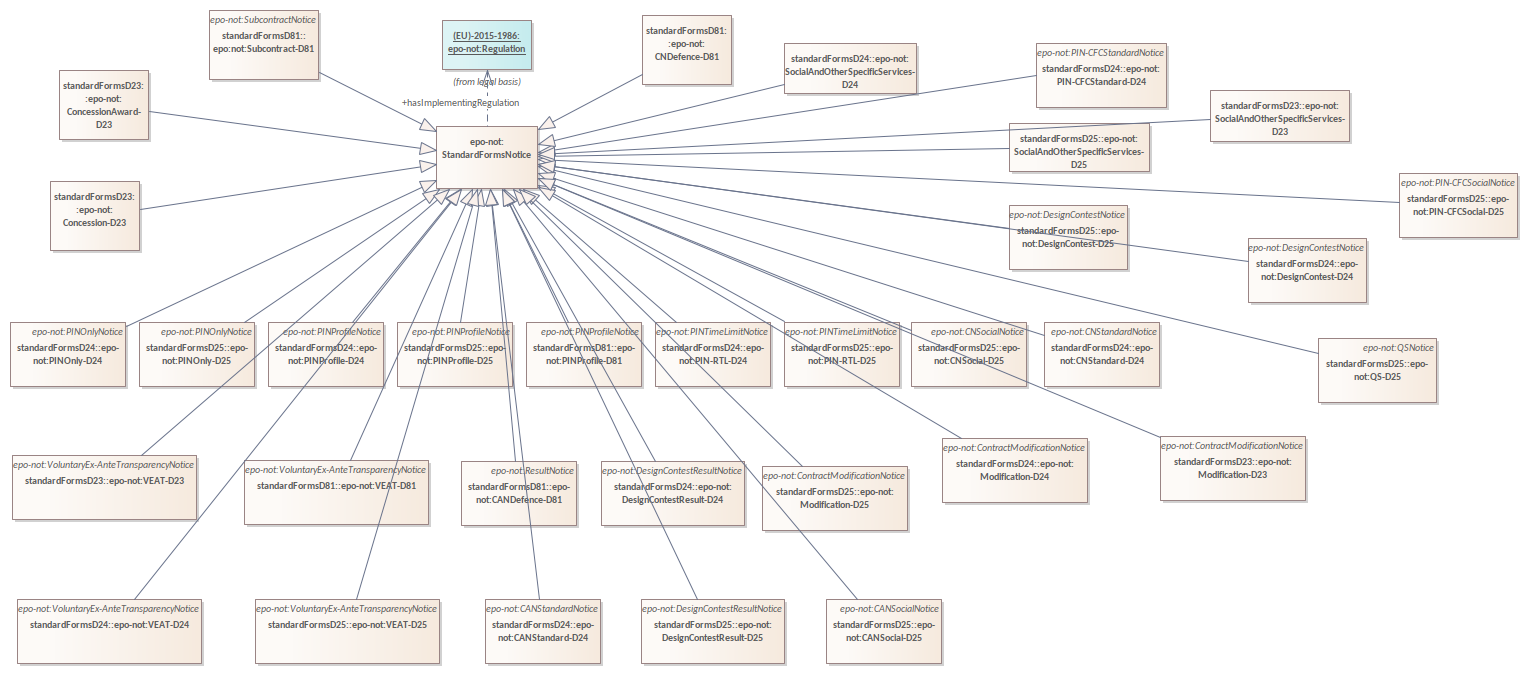 epo-not:SubcontractNotice
standardFormsD81::
epo:not:Subcontract-D81
(EU)-2015-1986:
epo-not:Regulation
(from legal basis)
+hasImplementingRegulation
standardFormsD81:
:epo-not:
CNDefence-D81
standardFormsD24::epo-not:
SocialAndOtherSpecificServices-
D24
epo-not:PIN-CFCStandardNotice
standardFormsD24::epo-not:
PIN-CFCStandard-D24
standardFormsD23::epo-not:
SocialAndOtherSpecificServices-
D23
standardFormsD23:
:epo-not:
ConcessionAward-
D23
epo-not:
StandardFormsNotice
standardFormsD25::epo-not:
SocialAndOtherSpecificServices-
D25
standardFormsD23:
:epo-not:
Concession-D23
epo-not:PIN-CFCSocialNotice
standardFormsD25::epo-
not:PIN-CFCSocial-D25
epo-not:DesignContestNotice
standardFormsD25::epo-
not:DesignContest-D25
epo-not:DesignContestNotice
standardFormsD24::epo-
not:DesignContest-D24
epo-not:PINOnlyNotice
standardFormsD24::epo-
not:PINOnly-D24
epo-not:PINOnlyNotice
standardFormsD25::epo-
not:PINOnly-D25
epo-not:PINProfileNotice
standardFormsD24::epo-
not:PINProfile-D24
epo-not:PINProfileNotice
standardFormsD25::epo-
not:PINProfile-D25
epo-not:PINProfileNotice
standardFormsD81::epo-
not:PINProfile-D81
epo-not:PINTimeLimitNotice
standardFormsD24::epo-
not:PIN-RTL-D24
epo-not:PINTimeLimitNotice
standardFormsD25::epo-
not:PIN-RTL-D25
epo-not:CNSocialNotice
standardFormsD25::epo-
not:CNSocial-D25
epo-not:CNStandardNotice
standardFormsD24::epo-
not:CNStandard-D24
epo-not:QSNotice
standardFormsD25::epo-
not:QS-D25
epo-not:VoluntaryEx-AnteTransparencyNotice
standardFormsD23::epo-not:VEAT-D23
epo-not:VoluntaryEx-AnteTransparencyNotice
standardFormsD81::epo-not:VEAT-D81
epo-not:ResultNotice
standardFormsD81::epo-
not:CANDefence-D81
epo-not:DesignContestResultNotice
standardFormsD24::epo-not:
DesignContestResult-D24
epo-not:ContractModificationNotice
standardFormsD25::epo-not:
Modification-D25
epo-not:ContractModificationNotice
standardFormsD24::epo-not:
Modification-D24
epo-not:ContractModificationNotice
standardFormsD23::epo-not:
Modification-D23
epo-not:VoluntaryEx-AnteTransparencyNotice
standardFormsD24::epo-not:VEAT-D24
epo-not:VoluntaryEx-AnteTransparencyNotice
standardFormsD25::epo-not:VEAT-D25
epo-not:CANStandardNotice
standardFormsD24::epo-
not:CANStandard-D24
epo-not:DesignContestResultNotice
standardFormsD25::epo-not:
DesignContestResult-D25
epo-not:CANSocialNotice
standardFormsD25::epo-
not:CANSocial-D25